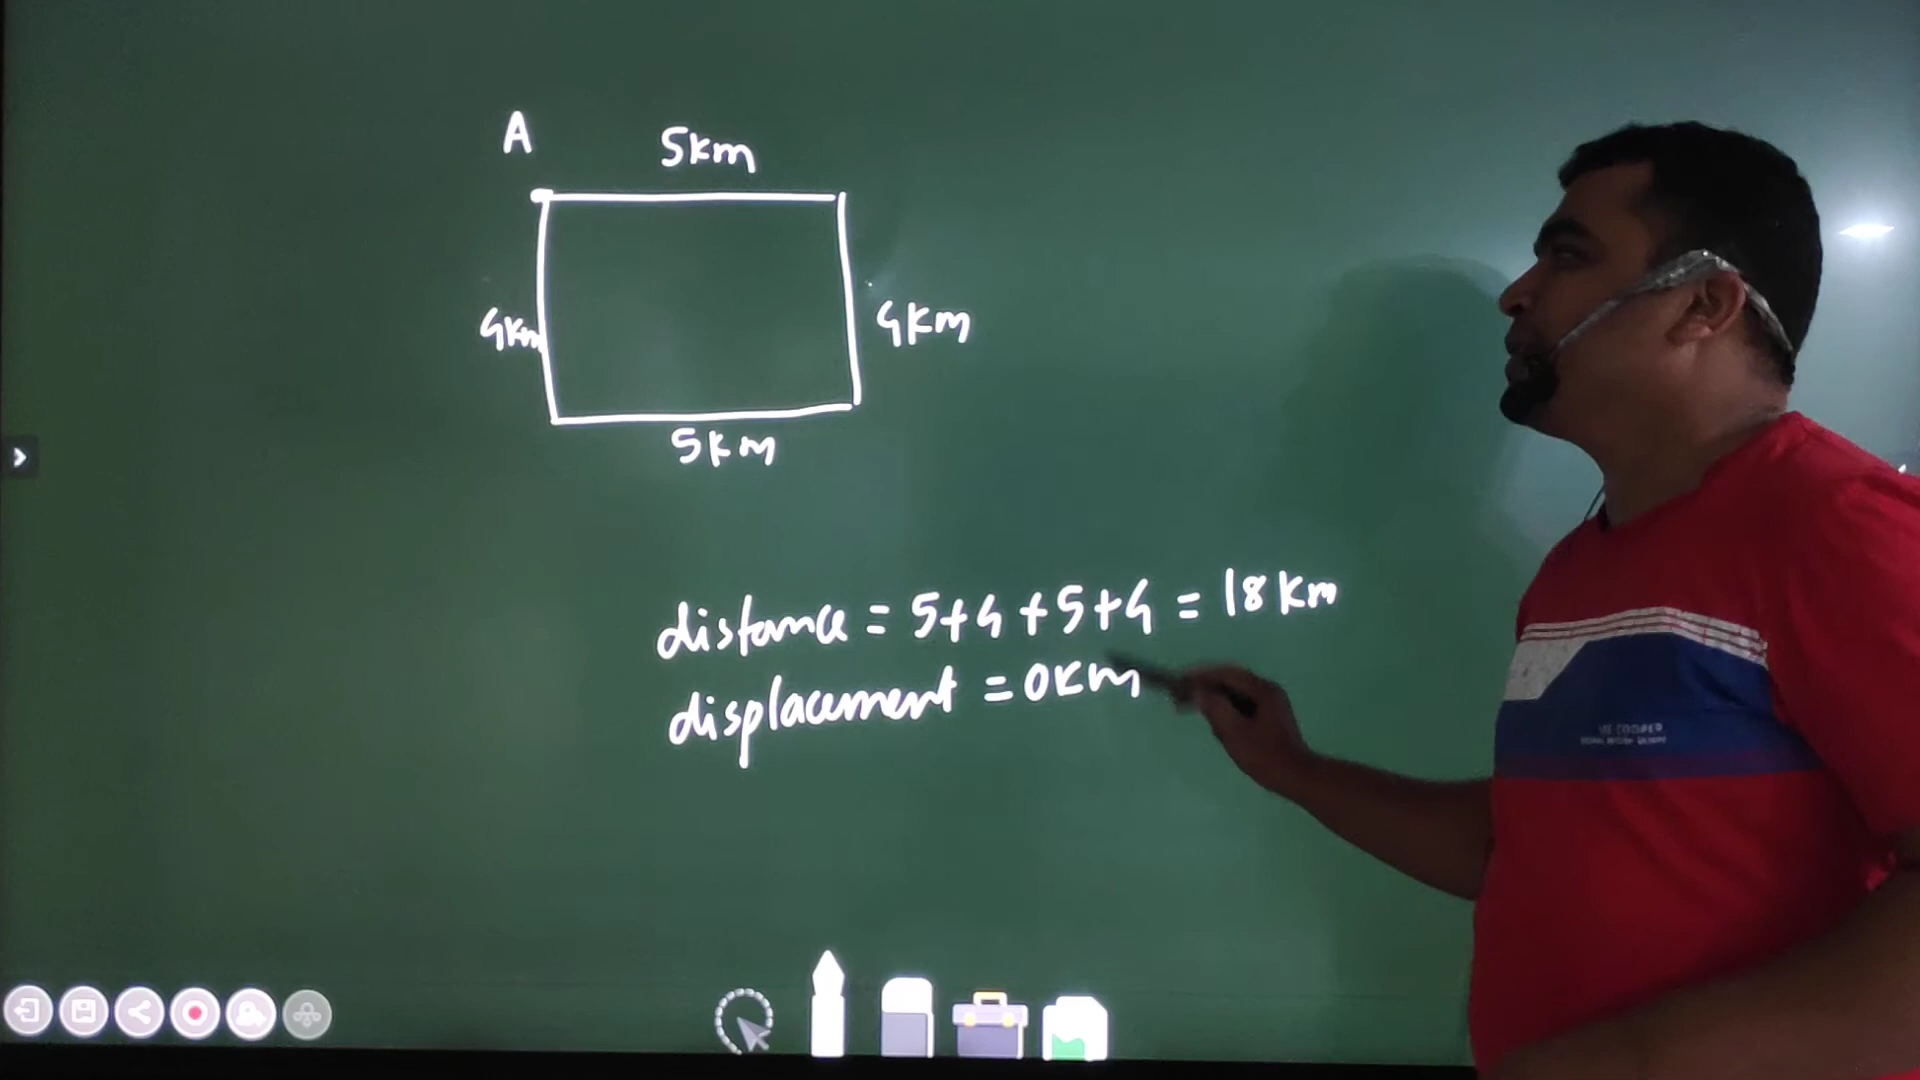 A
5km
4km
4km
5km
distance = 5+4+5+4 = 18 km
displacement = 0km